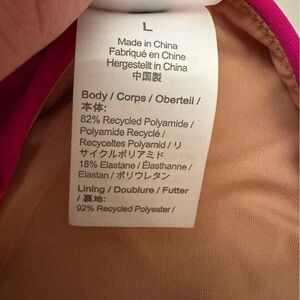 L
Made in China
Fabriqué en Chine
Hergestellt in China
中国製
Body / Corps / Oberteil /
本体:
82% Recycled Polyamide /
Polyamide Recyclé /
Recyceltes Polyamid / リ
サイクルポリアミド
18% Elastane / Élasthanne /
Elastan / ポリウレタン
Lining / Doublure / Futter
/ 裏地:
92% Recycled Polyester /